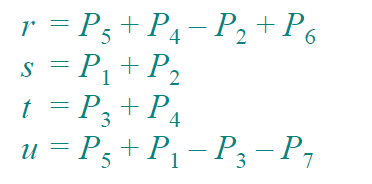 r = P₅ + P₄ – P₂ + P₆
s = P₁ + P₂
t = P₃ + P₄
u = P₅ + P₁ – P₃ – P₇